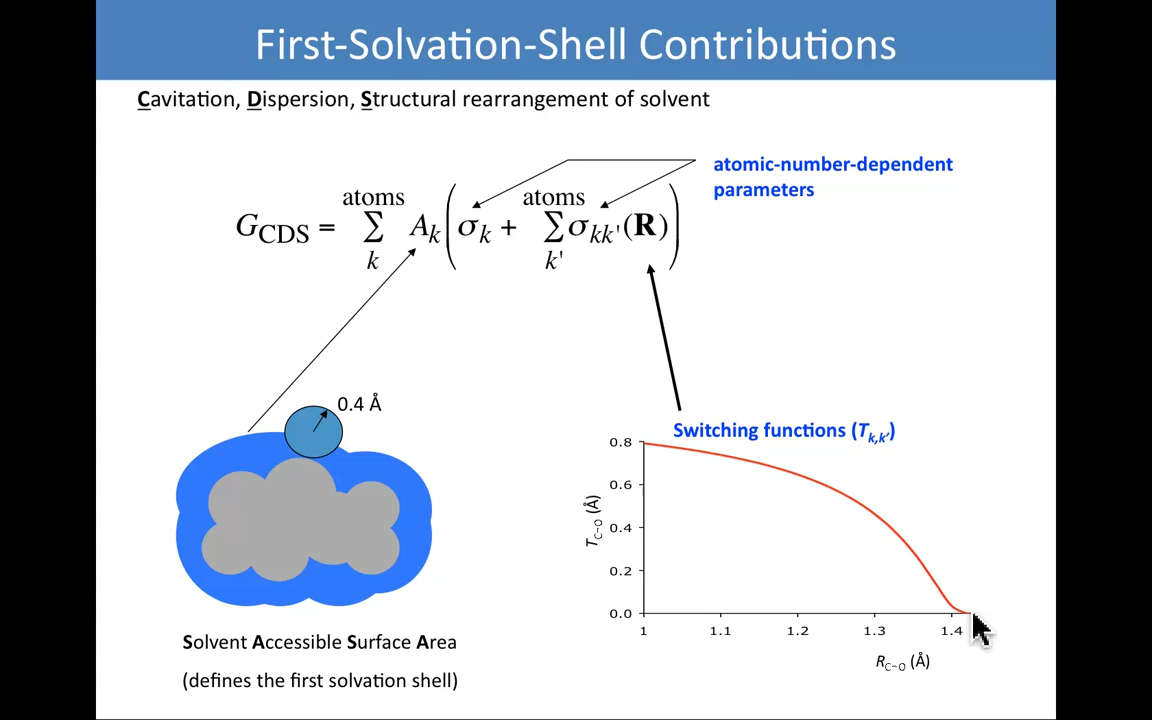 First-Solvation-Shell Contributions
Cavitation, Dispersion, Structural rearrangement of solvent
atomic-number-dependent
parameters
G_CDS = atoms∑k A_k(σ_k + atoms∑k' σ_kk'(R))
0.4 Å
Switching functions (T_k,k')
0.8
0.6
0.4
0.2
0.0
T_C-O (Å)
1 1.1 1.2 1.3 1.4
R_C-O (Å)
Solvent Accessible Surface Area
(defines the first solvation shell)